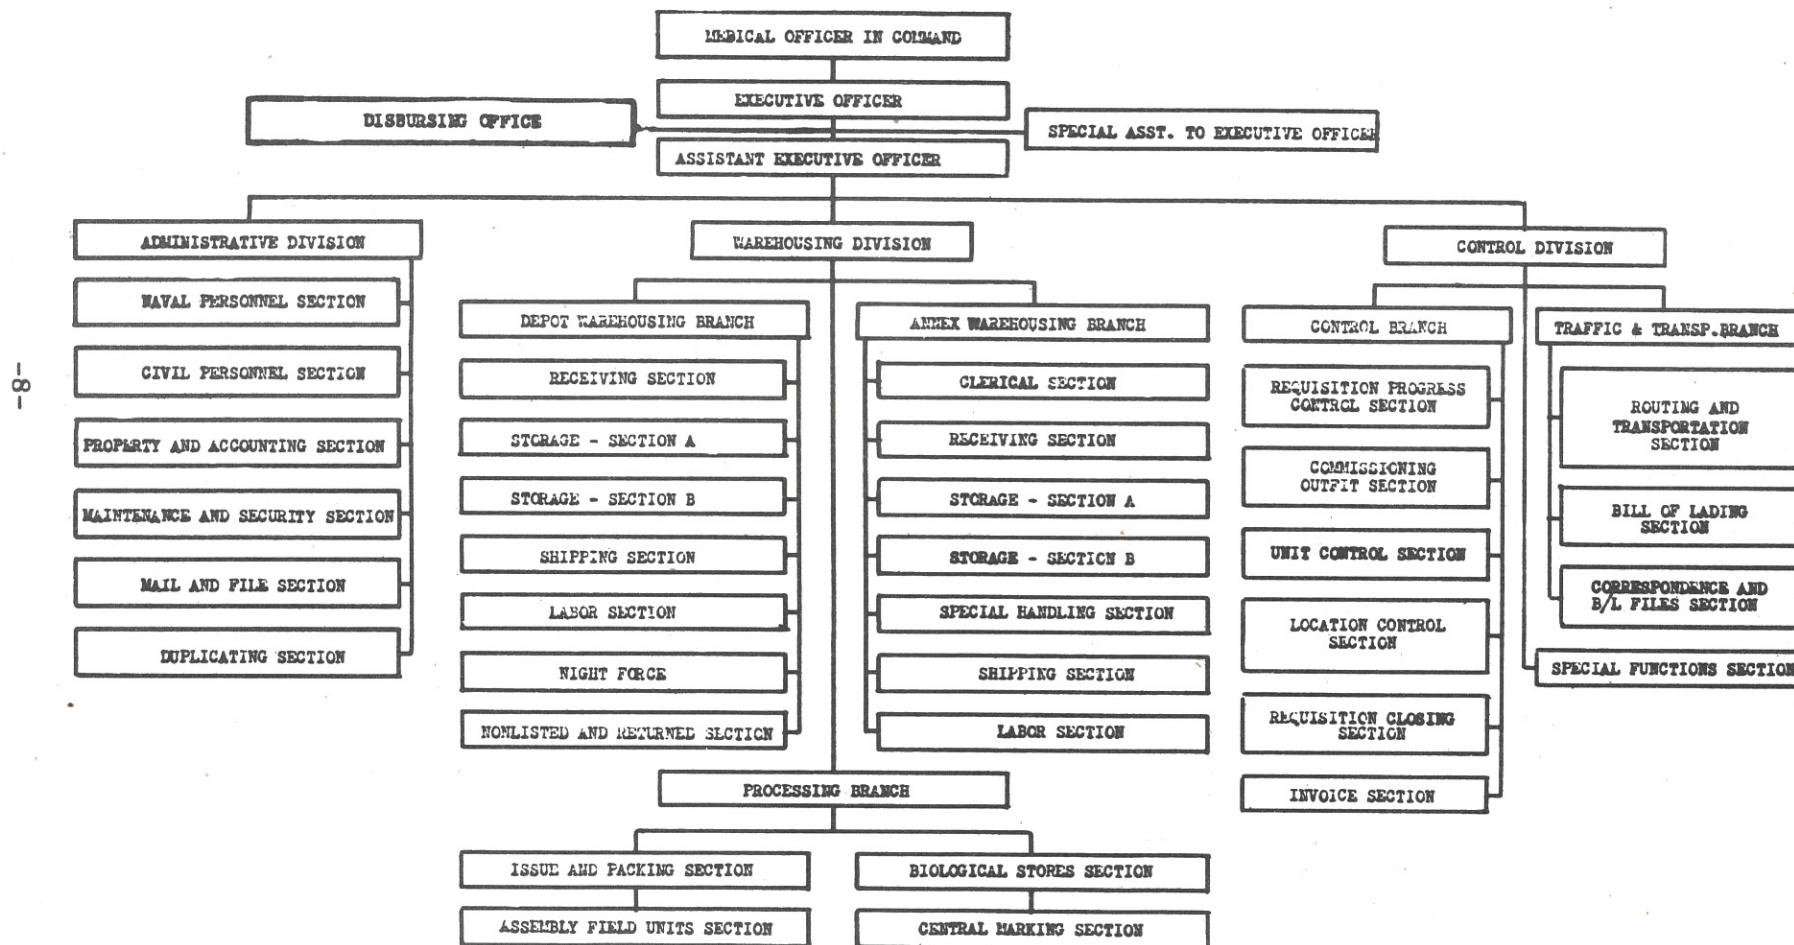 MEDICAL OFFICER IN COMMAND
EXECUTIVE OFFICER
DISBURSING OFFICE
SPECIAL ASST. TO EXECUTIVE OFFICER
ASSISTANT EXECUTIVE OFFICER
ADMINISTRATIVE DIVISION
NAVAL PERSONNEL SECTION
CIVIL PERSONNEL SECTION
PROPERTY AND ACCOUNTING SECTION
MAINTENANCE AND SECURITY SECTION
MAIL AND FILE SECTION
DUPLICATING SECTION
WAREHOUSING DIVISION
DEPOT WAREHOUSING BRANCH
RECEIVING SECTION
STORAGE - SECTION A
STORAGE - SECTION B
SHIPPING SECTION
LABOR SECTION
NIGHT FORCE
NONLISTED AND RETURNED SECTION
ANNEX WAREHOUSING BRANCH
CLERICAL SECTION
RECEIVING SECTION
STORAGE - SECTION A
STORAGE - SECTION B
SPECIAL HANDLING SECTION
SHIPPING SECTION
LABOR SECTION
PROCESSING BRANCH
ISSUE AND PACKING SECTION
ASSEMBLY FIELD UNITS SECTION
BIOLOGICAL STORES SECTION
CENTRAL MARKING SECTION
CONTROL DIVISION
CONTROL BRANCH
REQUISITION PROGRESS
CONTROL SECTION
COMMISSIONING
OUTFIT SECTION
UNIT CONTROL SECTION
LOCATION CONTROL
SECTION
REQUISITION CLOSING
SECTION
INVOICE SECTION
TRAFFIC & TRANSP.BRANCH
ROUTING AND
TRANSPORTATION
SECTION
BILL OF LADING
SECTION
CORRESPONDENCE AND
B/L FILES SECTION
SPECIAL FUNCTIONS SECTION
-8-